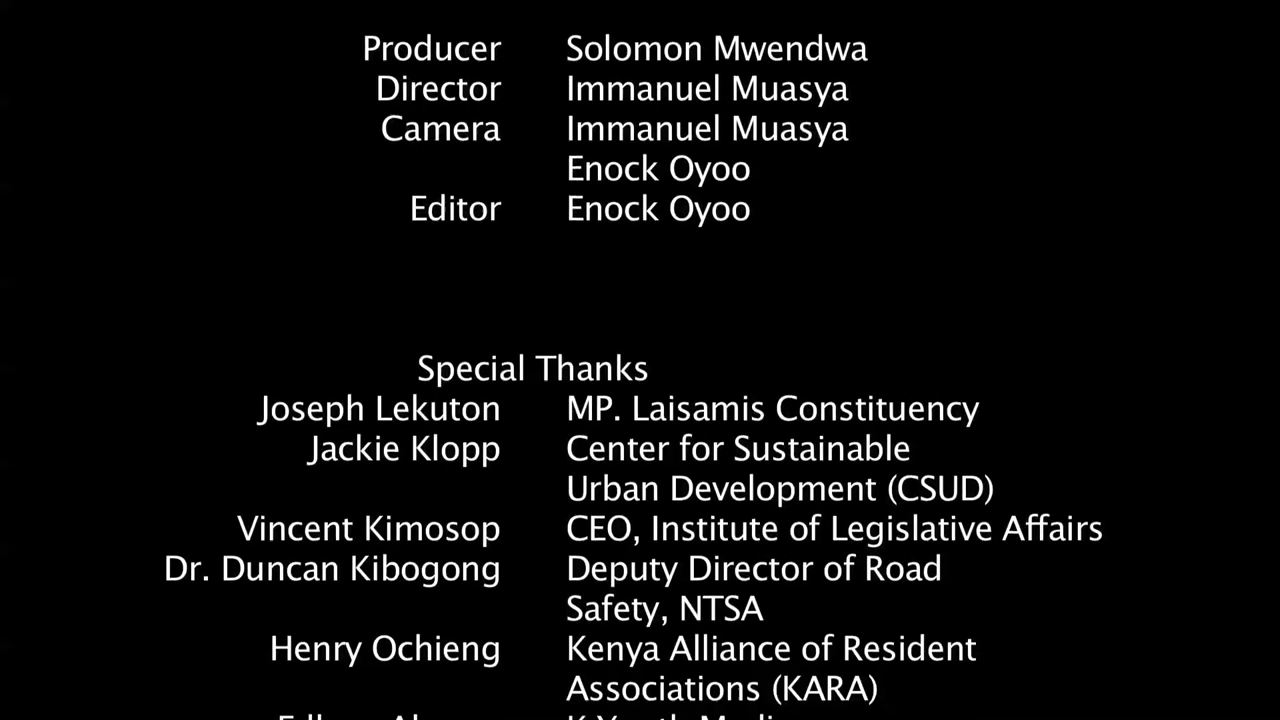 Producer Solomon Mwendwa
Director Immanuel Muasya
Camera Immanuel Muasya
Enock Oyoo
Editor Enock Oyoo
Special Thanks
Joseph Lekuton MP. Laisamis Constituency
Jackie Klopp Center for Sustainable
Urban Development (CSUD)
Vincent Kimosop CEO, Institute of Legislative Affairs
Dr. Duncan Kibogong Deputy Director of Road
Safety, NTSA
Henry Ochieng Kenya Alliance of Resident
Associations (KARA)